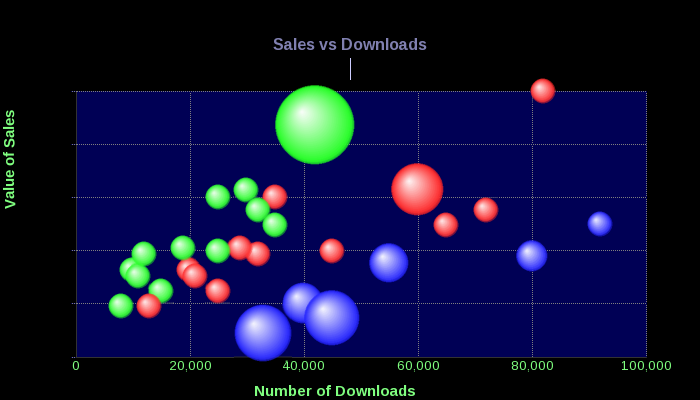 Sales vs Downloads
Value of Sales
0 20,000 40,000 60,000 80,000 100,000
Number of Downloads